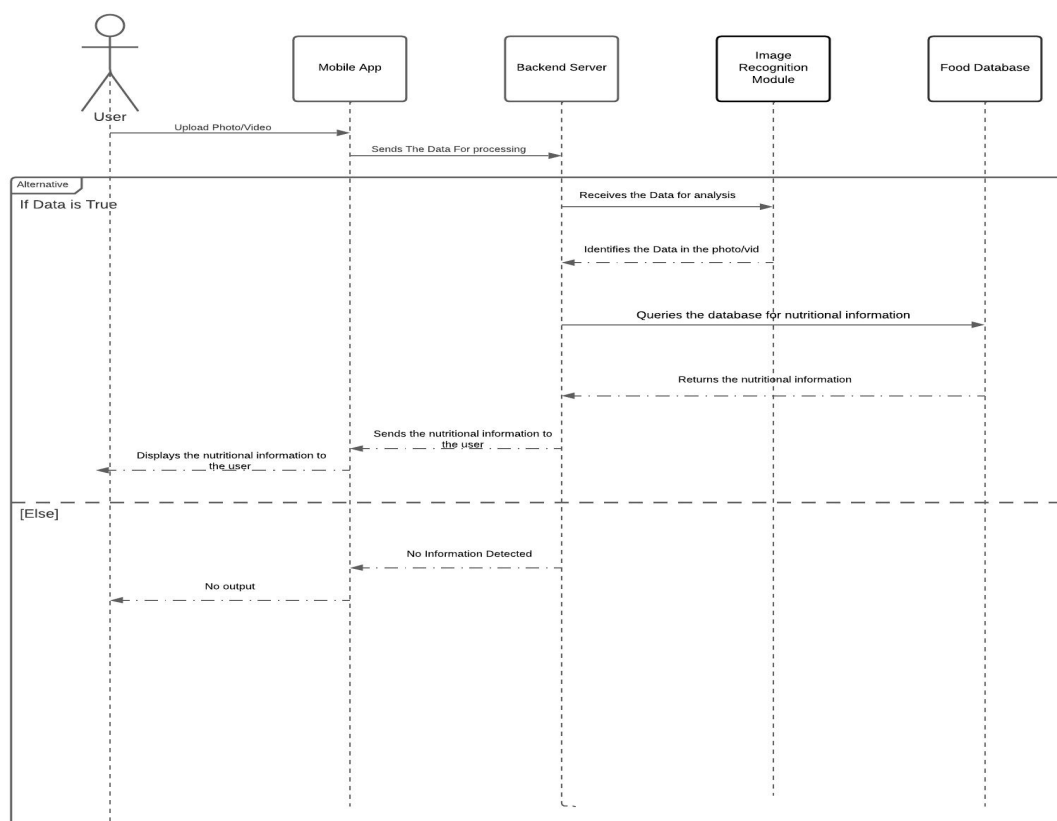 User
Mobile App
Backend Server
Image
Recognition
Module
Food Database
Upload Photo/Video
Sends The Data For processing
Alternative
If Data is True
Receives the Data for analysis
Identifies the Data in the photo/vid
Queries the database for nutritional information
Returns the nutritional information
Sends the nutritional information to
the user
Displays the nutritional information to
the user
[Else]
No Information Detected
No output